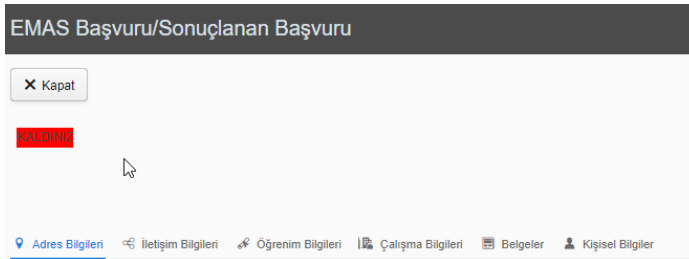 EMAS Başvuru/Sonuçlanan Başvuru
Kapat
KALDINIZ
Adres Bilgileri İletişim Bilgileri Öğrenim Bilgileri Çalışma Bilgileri Belgeler Kişisel Bilgiler